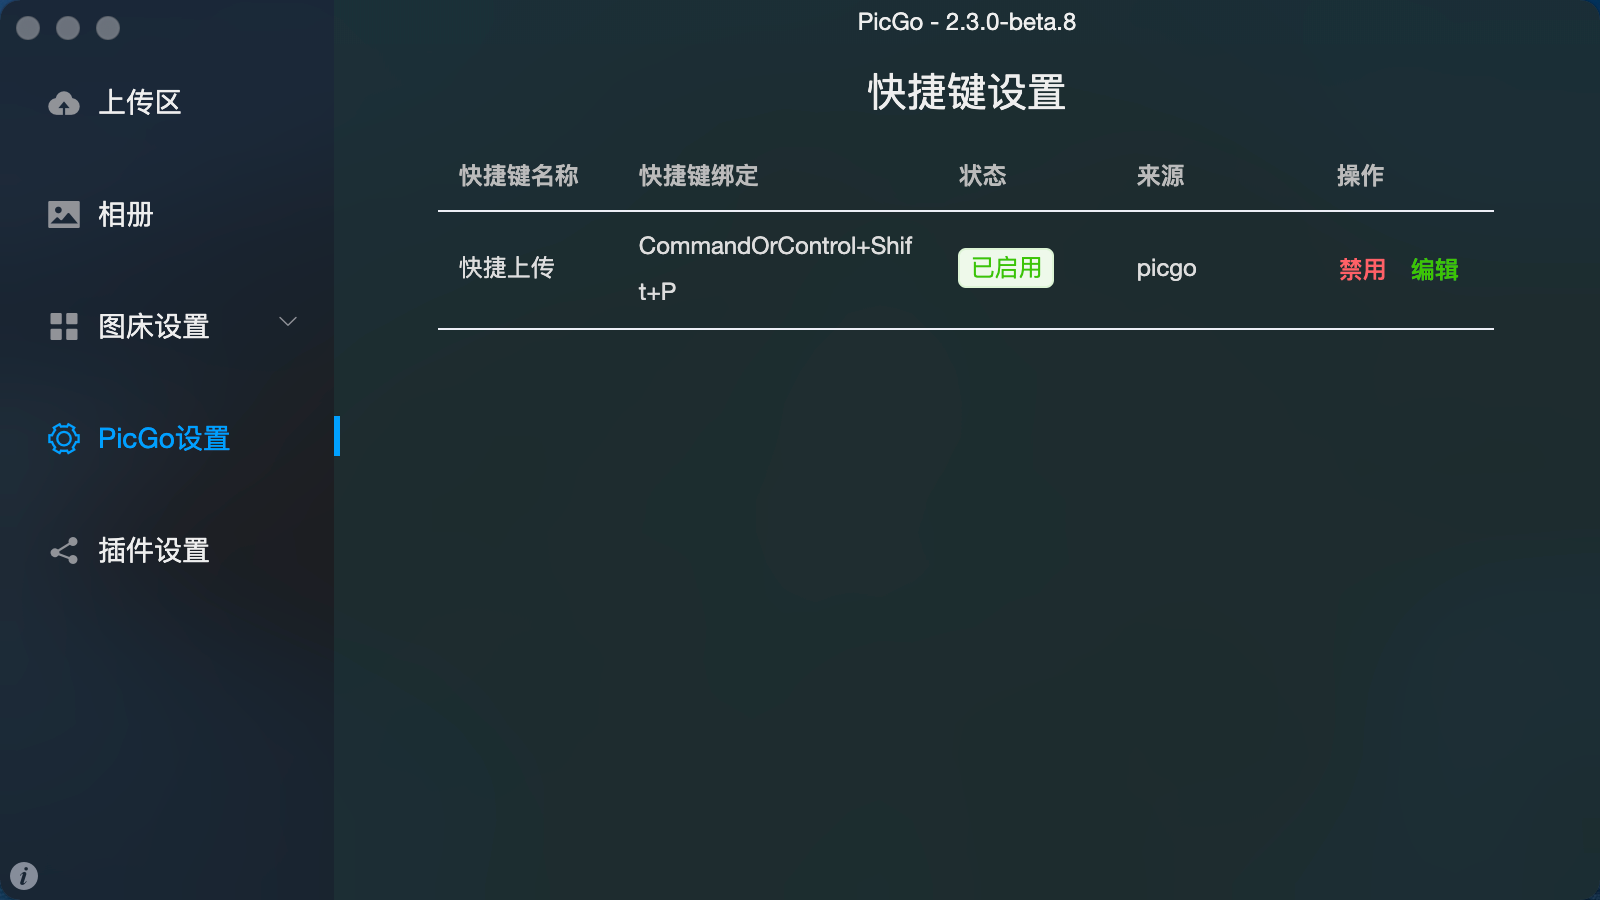 PicGo - 2.3.0-beta.8
上传区
相册
图床设置
PicGo设置
插件设置
快捷键设置
快捷键名称 快捷键绑定 状态 来源 操作
快捷上传 CommandOrControl+Shif
t+P 已启用 picgo 禁用 编辑